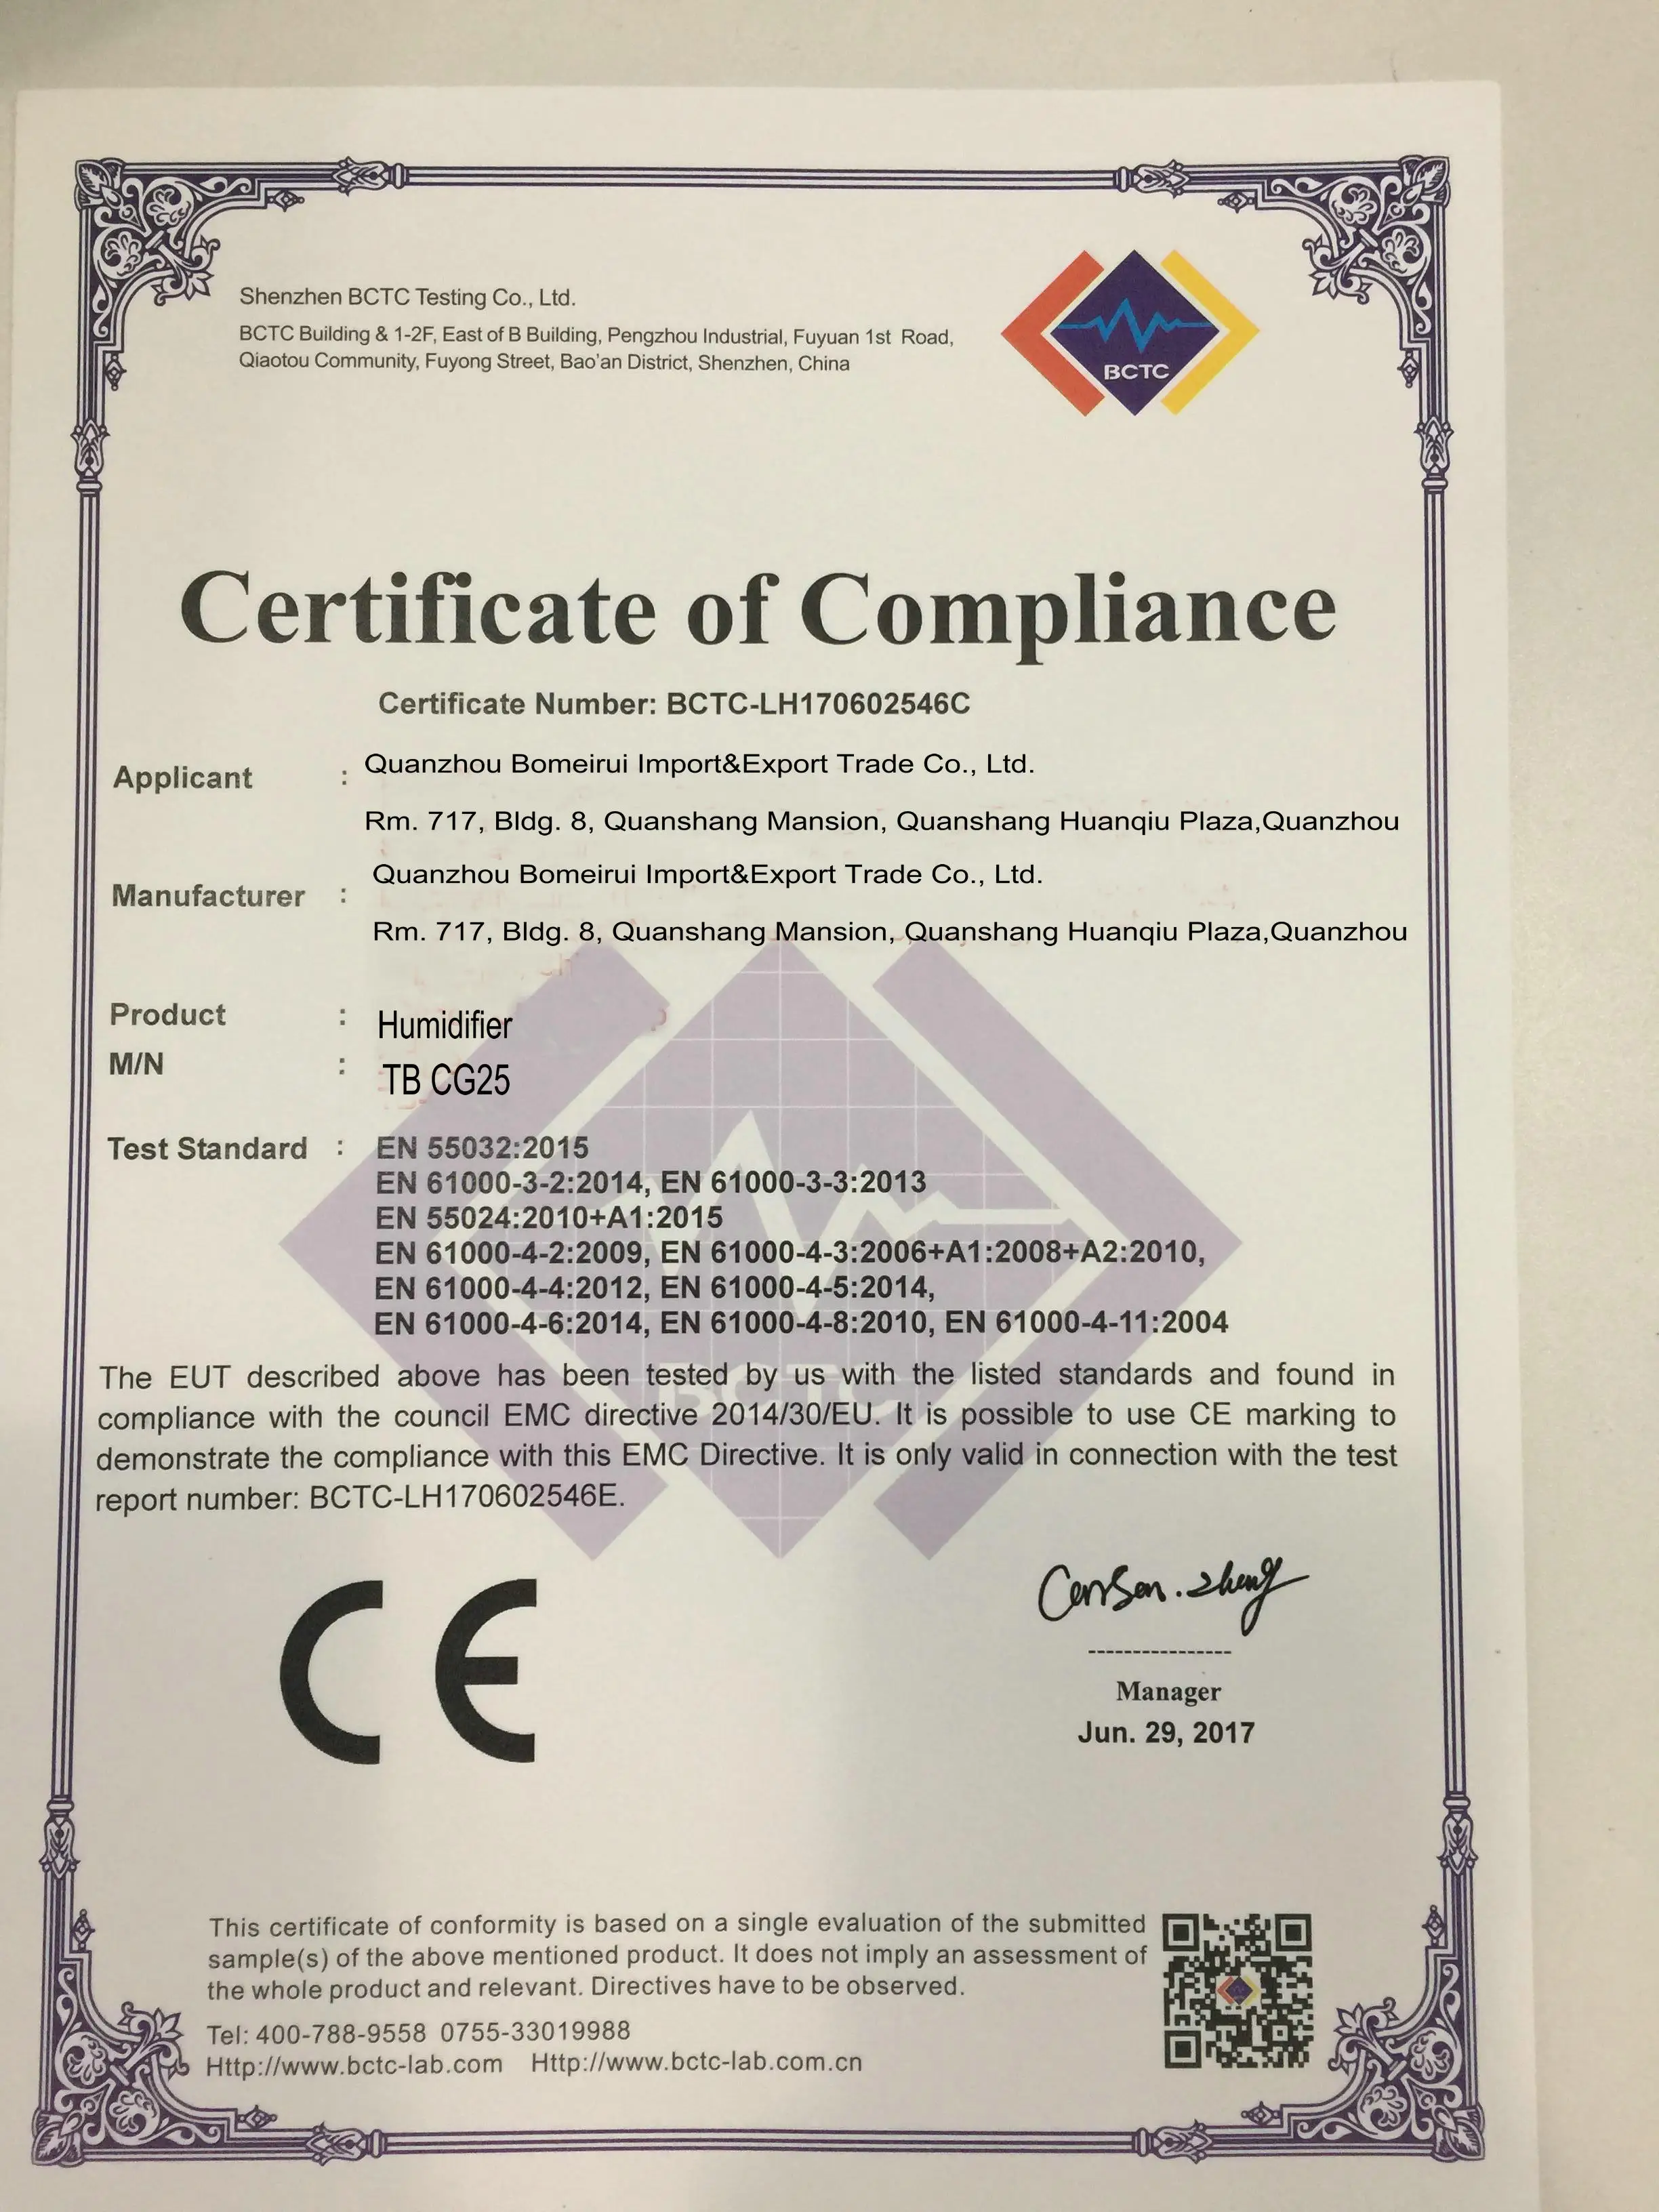 Shenzhen BCTC Testing Co., Ltd.
BCTC Building & 1-2F, East of B Building, Pengzhou Industrial, Fuyuan 1st Road,
Qiaotou Community, Fuyong Street, Bao'an District, Shenzhen, China
BCTC
Certificate of Compliance
Certificate Number: BCTC-LH170602546C
Applicant : Quanzhou Bomeirui Import&Export Trade Co., Ltd.
Rm. 717, Bldg. 8, Quanshang Mansion, Quanshang Huanqiu Plaza,Quanzhou
Manufacturer : Quanzhou Bomeirui Import&Export Trade Co., Ltd.
Rm. 717, Bldg. 8, Quanshang Mansion, Quanshang Huanqiu Plaza,Quanzhou
Product : Humidifier
M/N : TB CG25
Test Standard : EN 55032:2015
EN 61000-3-2:2014, EN 61000-3-3:2013
EN 55024:2010+A1:2015
EN 61000-4-2:2009, EN 61000-4-3:2006+A1:2008+A2:2010,
EN 61000-4-4:2012, EN 61000-4-5:2014,
EN 61000-4-6:2014, EN 61000-4-8:2010, EN 61000-4-11:2004
BCTC
The EUT described above has been tested by us with the listed standards and found in
compliance with the council EMC directive 2014/30/EU. It is possible to use CE marking to
demonstrate the compliance with this EMC Directive. It is only valid in connection with the test
report number: BCTC-LH170602546E.
CE
Carson.Zheng
Manager
Jun. 29, 2017
This certificate of conformity is based on a single evaluation of the submitted
sample(s) of the above mentioned product. It does not imply an assessment of
the whole product and relevant. Directives have to be observed.
Tel: 400-788-9558 0755-33019988
Http://www.bctc-lab.com Http://www.bctc-lab.com.cn